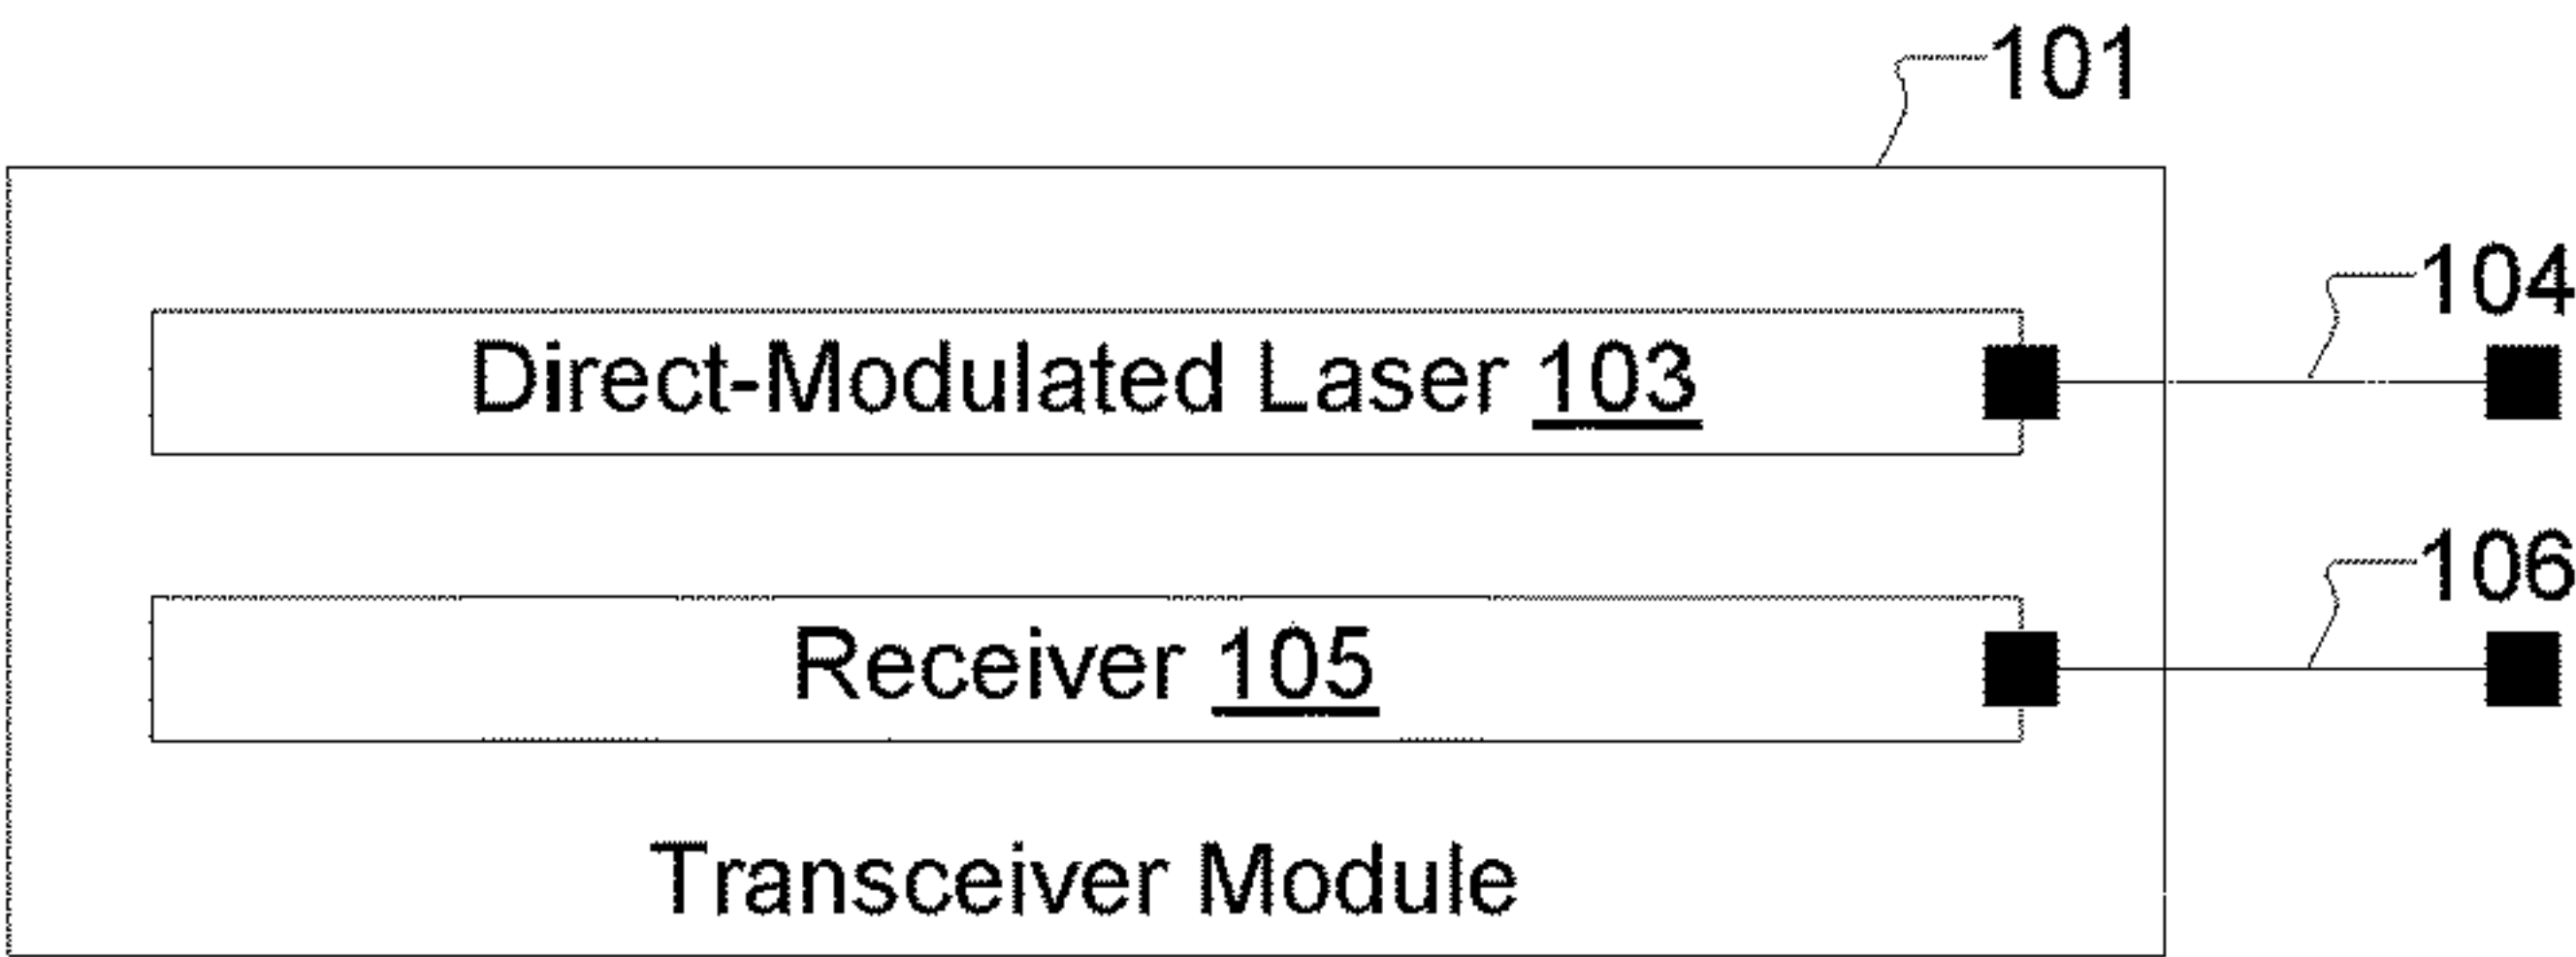 101
104
Direct-Modulated Laser 103
106
Receiver 105
Transceiver Module